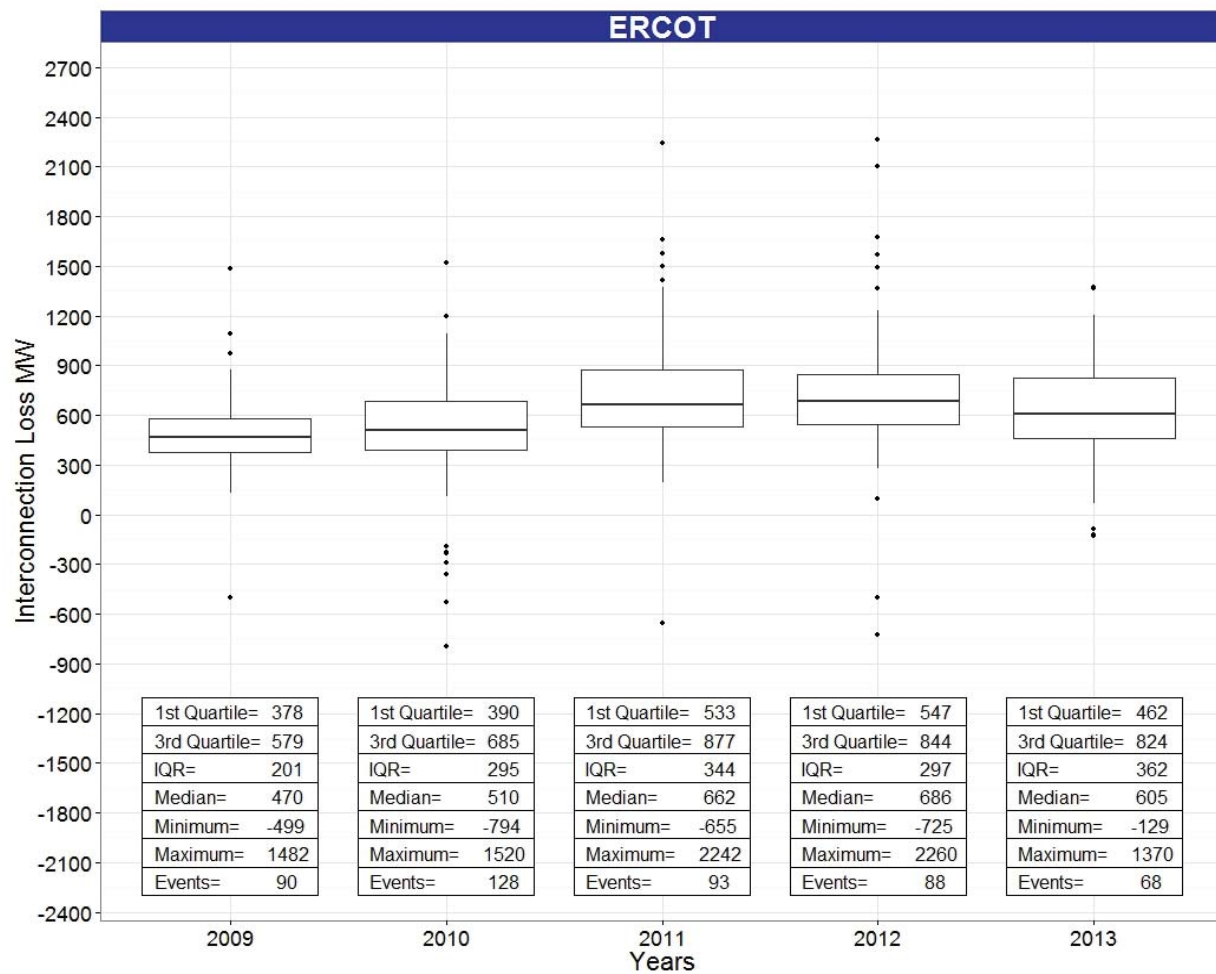 ERCOT
Interconnection Loss MW
2700
2400
2100
1800
1500
1200
900
600
300
0
-300
-600
-900
-1200
-1500
-1800
-2100
-2400
1st Quartile= 378
3rd Quartile= 579
IQR= 201
Median= 470
Minimum= -499
Maximum= 1482
Events= 90
1st Quartile= 390
3rd Quartile= 685
IQR= 295
Median= 510
Minimum= -794
Maximum= 1520
Events= 128
1st Quartile= 533
3rd Quartile= 877
IQR= 344
Median= 662
Minimum= -655
Maximum= 2242
Events= 93
1st Quartile= 547
3rd Quartile= 844
IQR= 297
Median= 686
Minimum= -725
Maximum= 2260
Events= 88
1st Quartile= 462
3rd Quartile= 824
IQR= 362
Median= 605
Minimum= -129
Maximum= 1370
Events= 68
2009 2010 2011 2012 2013
Years